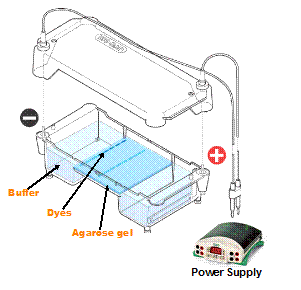 Buffer
Dyes
Agarose gel
Power Supply